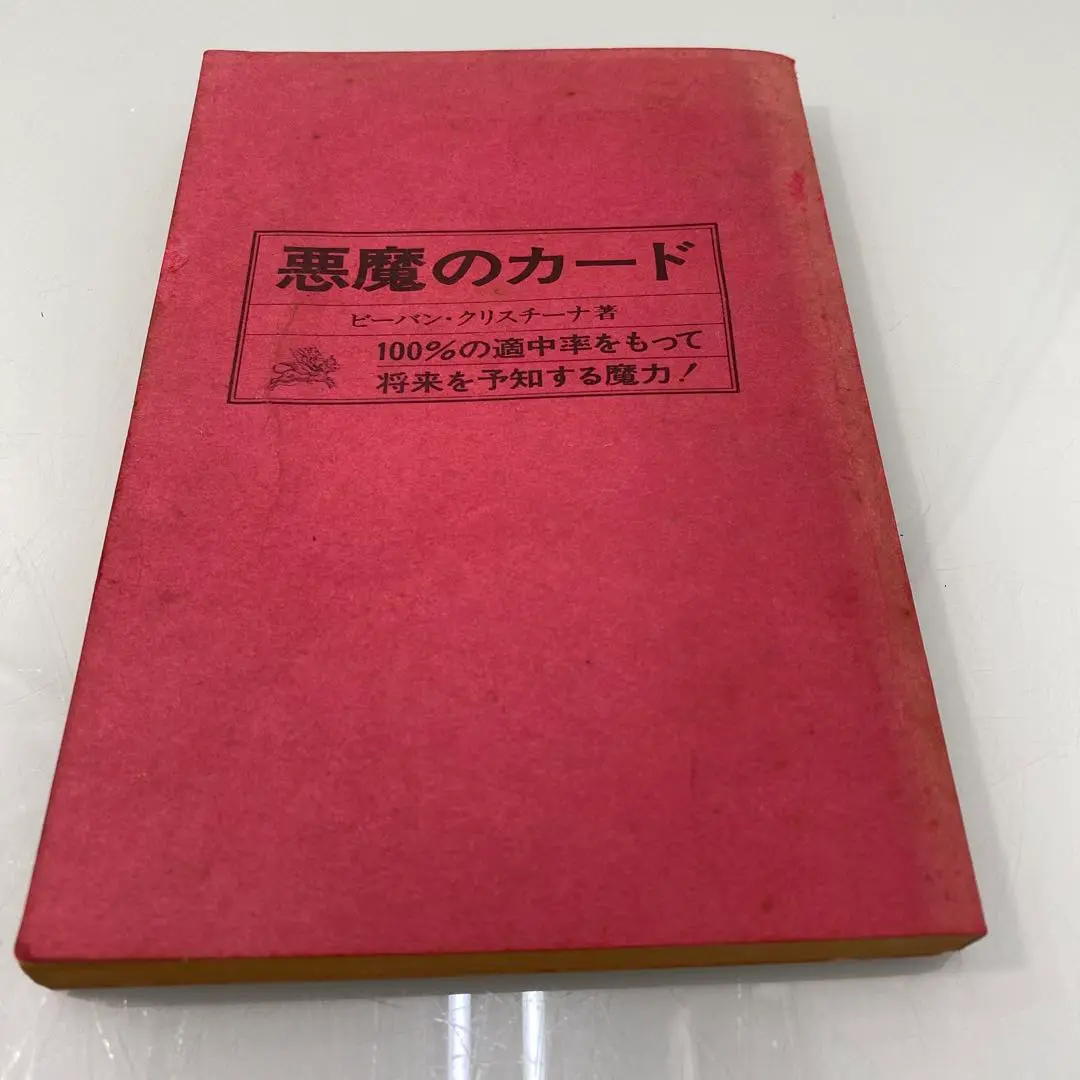 悪魔のカード
ビーバン・クリスチーナ著
100%の適中率をもって
将来を予知する魔力!